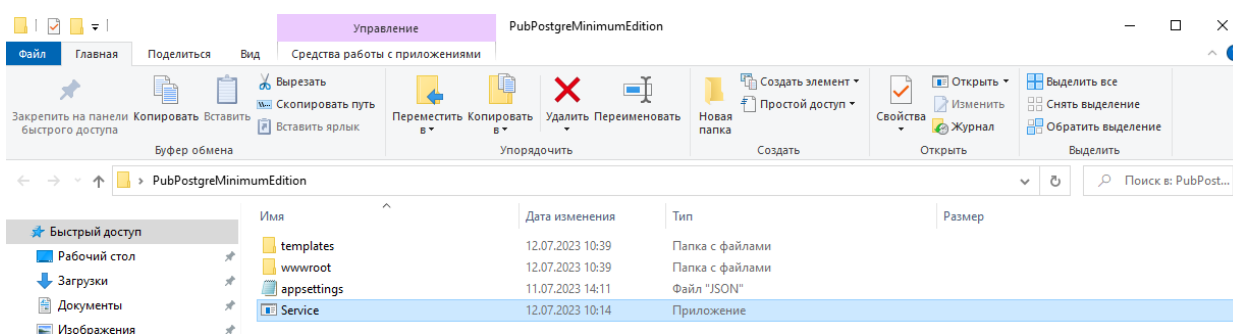 Управление
PubPostgreMinimumEdition
Файл Главная Поделиться Вид Средства работы с приложениями
Закрепить на панели быстрого доступа
Копировать
Вставить
Вырезать
Скопировать путь
Вставить ярлык
Буфер обмена
Переместить в
Копировать в
Удалить
Переименовать
Упорядочить
Новая папка
Создать элемент
Простой доступ
Создать
Свойства
Открыть
Изменить
Журнал
Открыть
Выделить все
Снять выделение
Обратить выделение
Выделить
PubPostgreMinimumEdition
Поиск в: PubPost...
Имя Дата изменения Тип Размер
Быстрый доступ
Рабочий стол
Загрузки
Документы
Изображения
templates 12.07.2023 10:39 Папка с файлами
wwwroot 12.07.2023 10:39 Папка с файлами
appsettings 11.07.2023 14:11 Файл "JSON"
Service 12.07.2023 10:14 Приложение